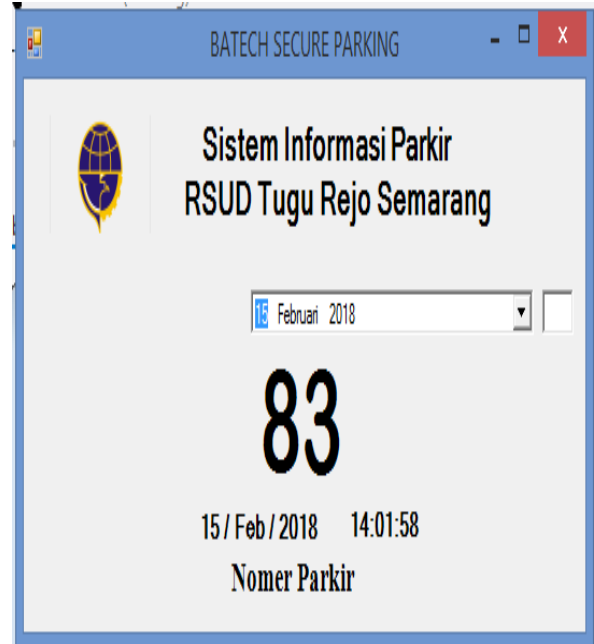 BATECH SECURE PARKING
Sistem Informasi Parkir
RSUD Tugu Rejo Semarang
15 Februari 2018
83
15 / Feb / 2018 14:01:58
Nomer Parkir